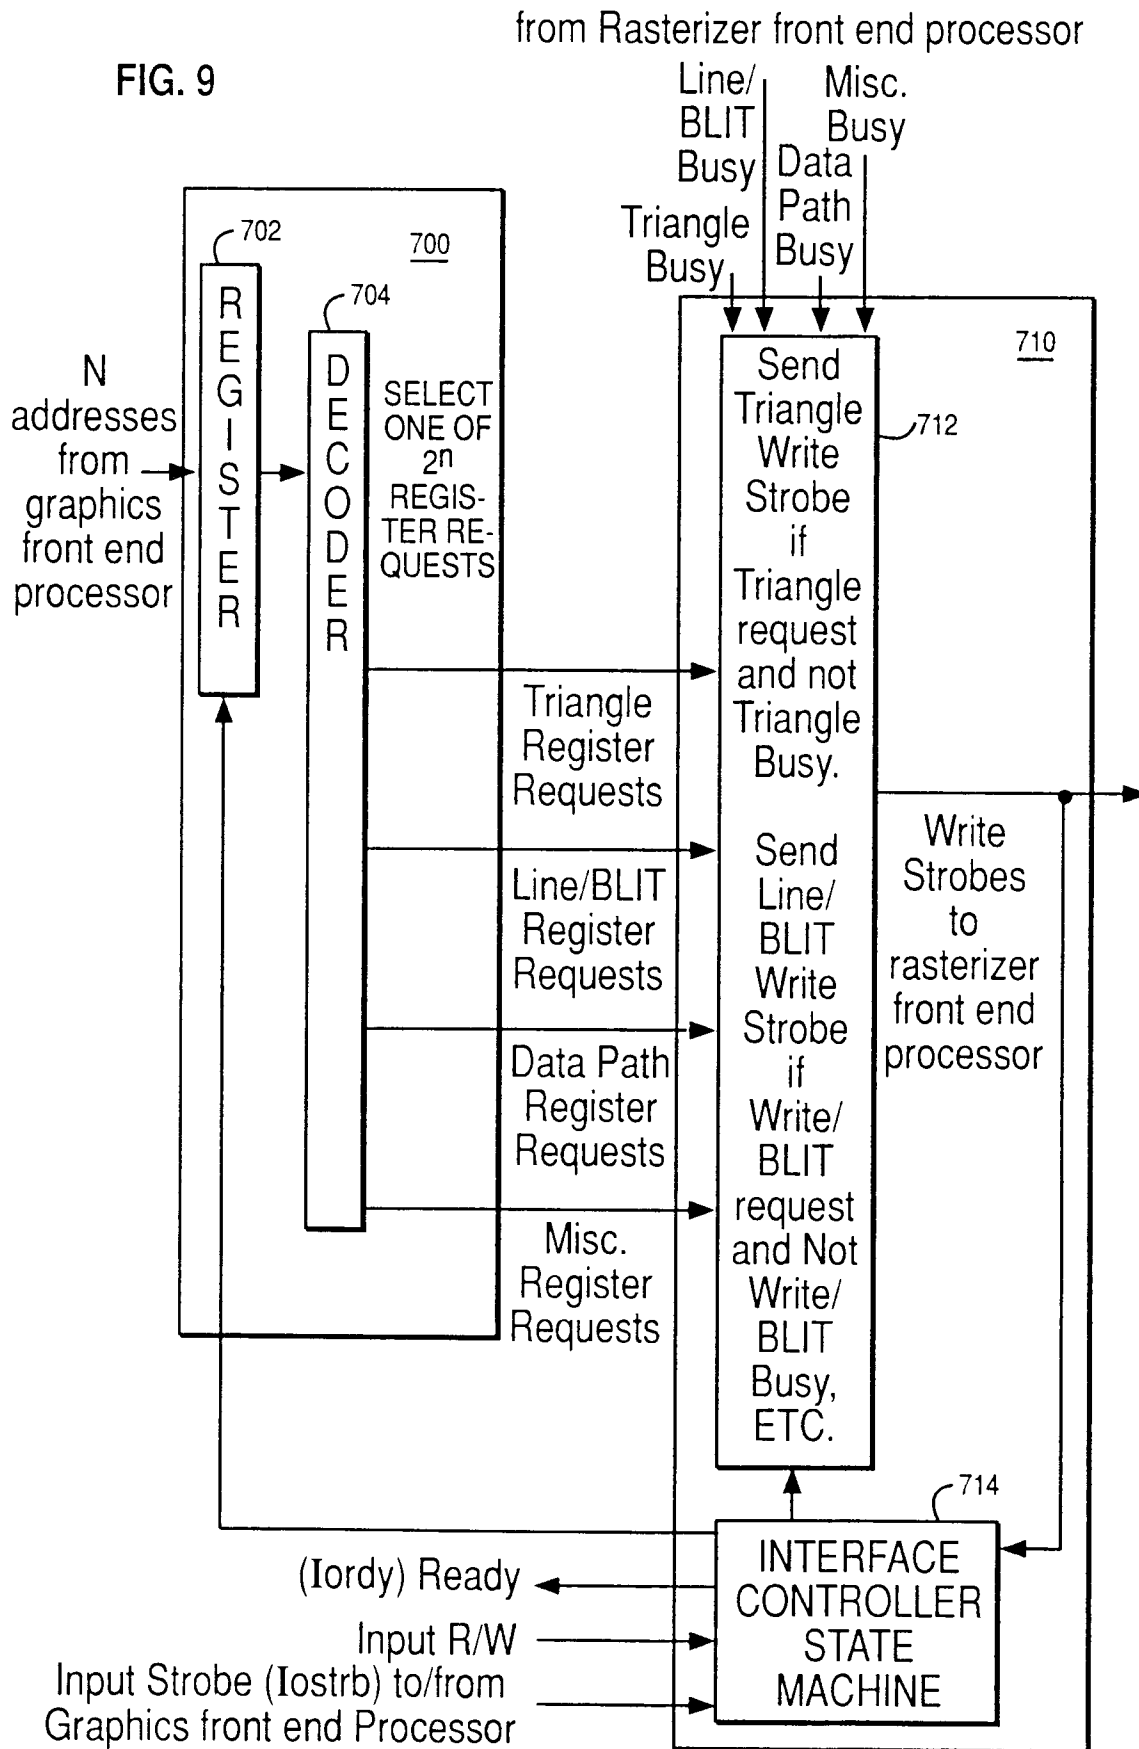 from Rasterizer front end processor
FIG. 9
Line/
BLIT
Busy
Misc.
Busy
Triangle
Busy
Data
Path
Busy
702
700
704
710
712
N
addresses
from
graphics
front end
processor
REGISTER
DECODER
SELECT
ONE OF
2n
REGIS-
TER RE-
QUESTS
Send
Triangle
Write
Strobe
if
Triangle
request
and not
Triangle
Busy.
Send
Line/
BLIT
Write
Strobe
if
Write/
BLIT
request
and Not
Write/
BLIT
Busy,
ETC.
Triangle
Register
Requests
Line/BLIT
Register
Requests
Data Path
Register
Requests
Misc.
Register
Requests
Write
Strobes
to
rasterizer
front end
processor
714
INTERFACE
CONTROLLER
STATE
MACHINE
(Iordy) Ready
Input R/W
Input Strobe (Iostrb) to/from
Graphics front end Processor